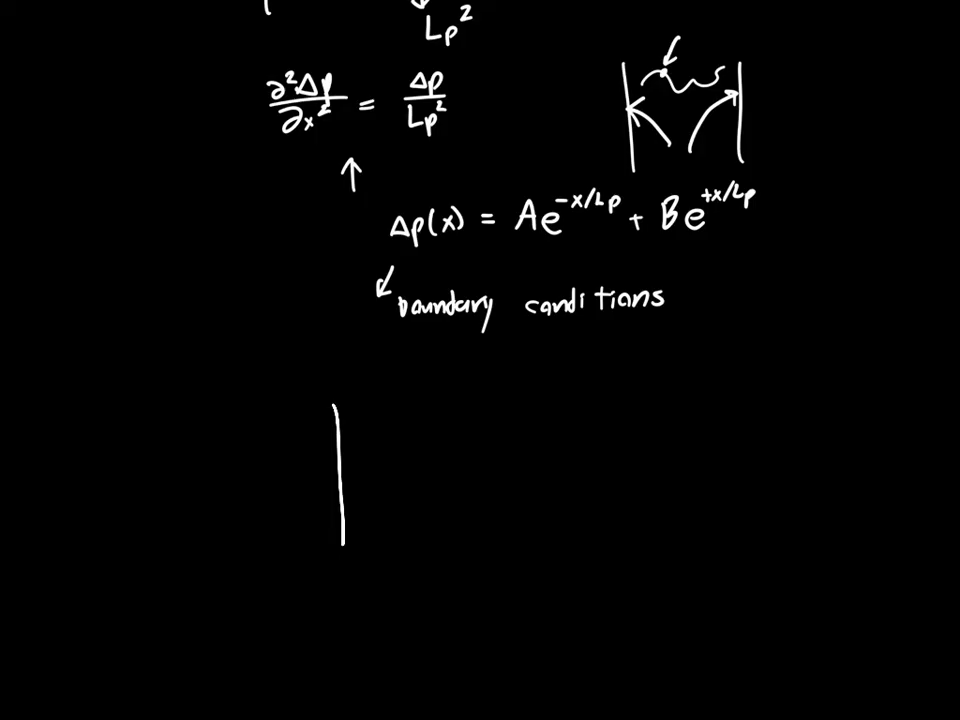 Lp²
∂²Δp/∂x² = Δp/Lp²
Δp(x) = Ae^-x/Lp + Be^+x/Lp
boundary conditions